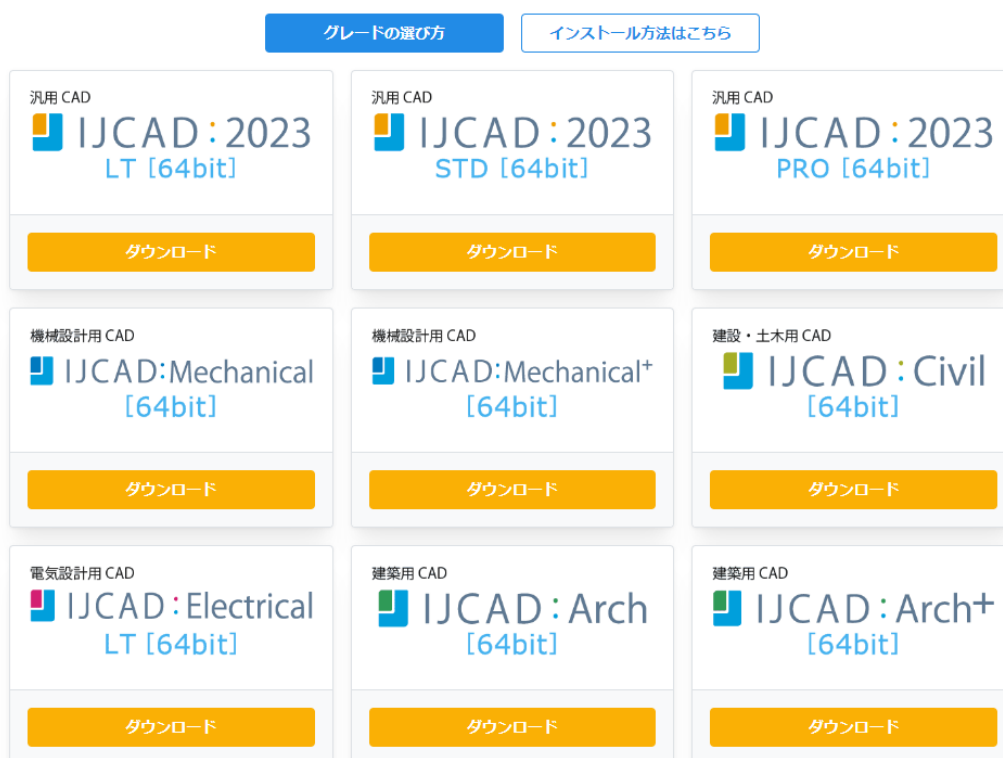 グレードの選び方
インストール方法はこちら
汎用 CAD
IJCAD:2023
LT [64bit]
ダウンロード
汎用 CAD
IJCAD:2023
STD [64bit]
ダウンロード
汎用 CAD
IJCAD:2023
PRO [64bit]
ダウンロード
機械設計用 CAD
IJCAD:Mechanical
[64bit]
ダウンロード
機械設計用 CAD
IJCAD:Mechanical+
[64bit]
ダウンロード
建設・土木用 CAD
IJCAD:Civil
[64bit]
ダウンロード
電気設計用 CAD
IJCAD:Electrical
LT [64bit]
ダウンロード
建築用 CAD
IJCAD:Arch
[64bit]
ダウンロード
建築用 CAD
IJCAD:Arch+
[64bit]
ダウンロード